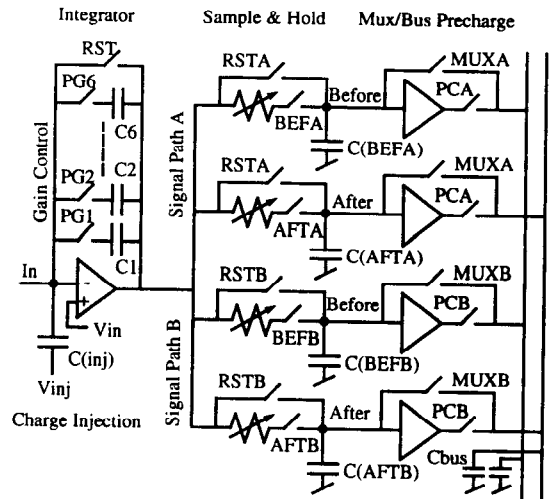 Integrator
Sample & Hold
Mux/Bus Precharge
RST
PG6
C6
PG2
C2
PG1
C1
Gain Control
In
-
+
Vin
C(inj)
Vinj
Charge Injection
Signal Path A
Signal Path B
RSTA
Before
MUXA
BEFA
PCA
C(BEFA)
RSTA
After
MUXA
AFTA
PCA
C(AFTA)
RSTB
Before
MUXB
BEFB
PCB
C(BEFB)
RSTB
After
MUXB
AFTB
PCB
C(AFTB)
Cbus